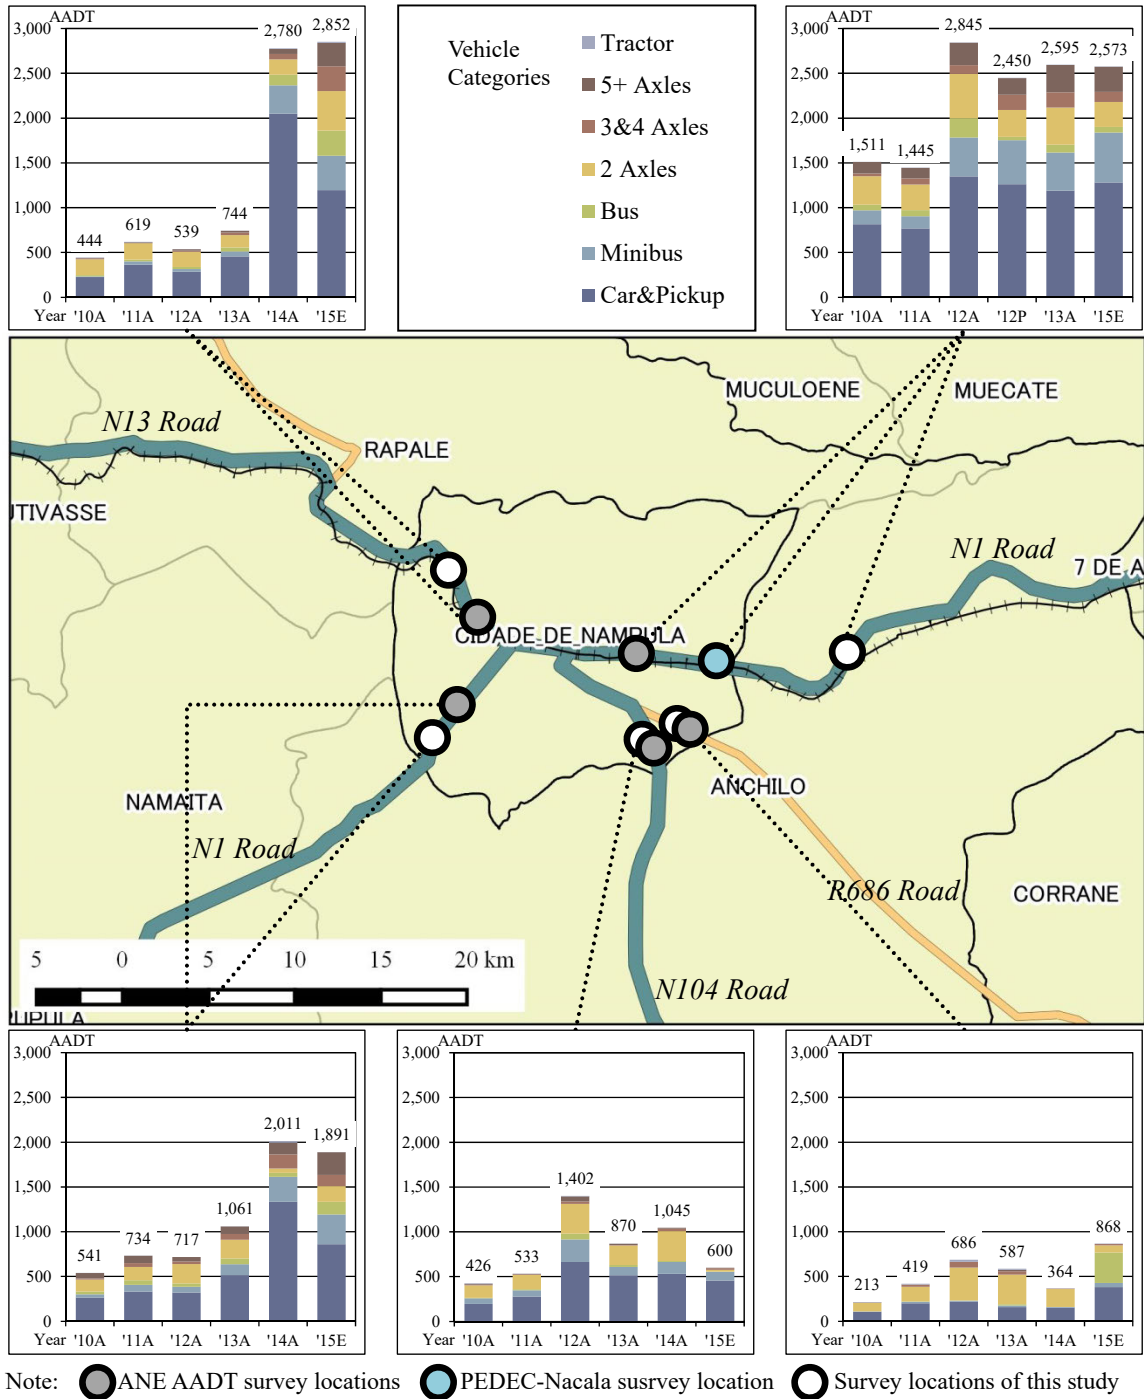 AADT
3,000
2,500
2,000
1,500
1,000
500
0
444
619
539
744
2,780
2,852
Year '10A '11A '12A '13A '14A '15E
Vehicle
Categories
Tractor
5+ Axles
3&4 Axles
2 Axles
Bus
Minibus
Car&Pickup
AADT
3,000
2,500
2,000
1,500
1,000
500
0
1,511
1,445
2,845
2,450
2,595
2,573
Year '10A '11A '12A '12P '13A '15E
MUCULOENE
MUECATE
N13 Road
RAPALE
UTIVASSE
N1 Road
7 DE A
CIDADE_DE_NAMPULA
ANCHILO
NAMAITA
N1 Road
R686 Road
CORRANE
5 0 5 10 15 20 km
N104 Road
RUPULA
AADT
3,000
2,500
2,000
1,500
1,000
500
0
541
734
717
1,061
2,011
1,891
Year '10A '11A '12A '13A '14A '15E
AADT
3,000
2,500
2,000
1,500
1,000
500
0
426
533
1,402
870
1,045
600
Year '10A '11A '12A '13A '14A '15E
AADT
3,000
2,500
2,000
1,500
1,000
500
0
213
419
686
587
364
868
Year '10A '11A '12A '13A '14A '15E
Note: ANE AADT survey locations PEDEC-Nacala susrvey location Survey locations of this study